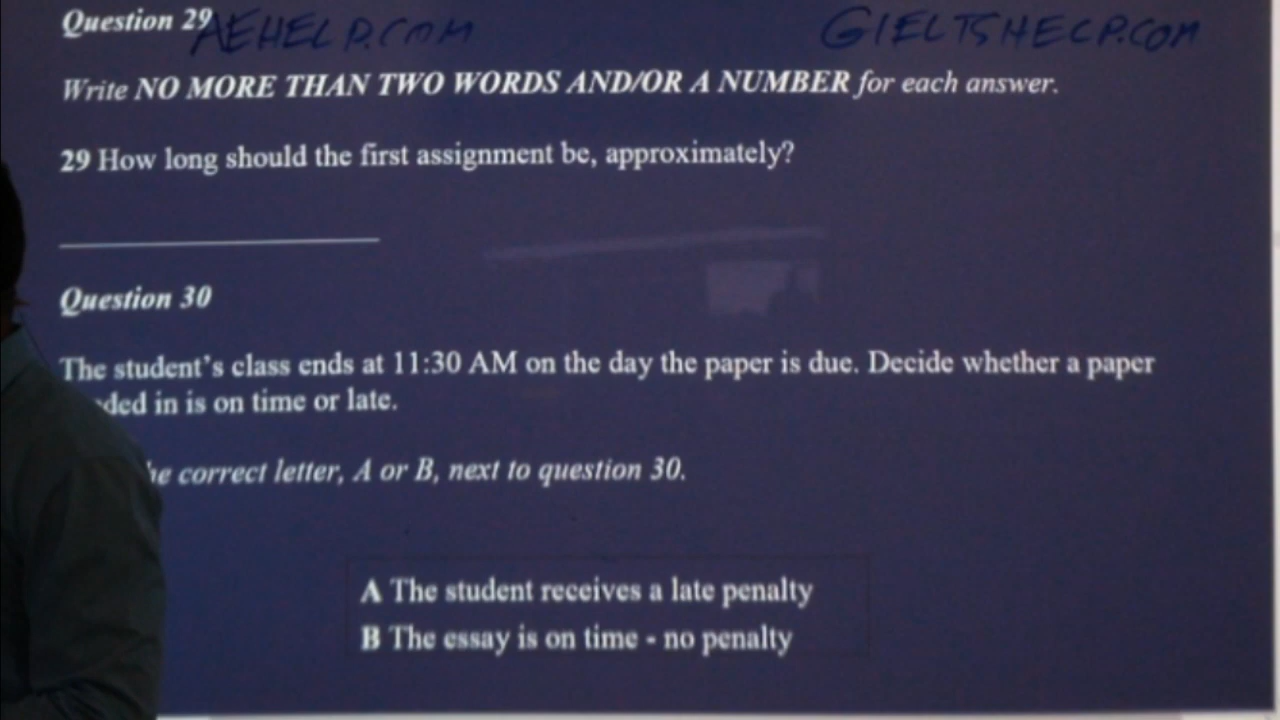 Question 29
AEHELP.COM
GIELTSHELP.COM
Write NO MORE THAN TWO WORDS AND/OR A NUMBER for each answer.
29 How long should the first assignment be, approximately?
Question 30
The student's class ends at 11:30 AM on the day the paper is due. Decide whether a paper
in is on time or late.
correct letter, A or B, next to question 30.
A The student receives a late penalty
B The essay is on time - no penalty